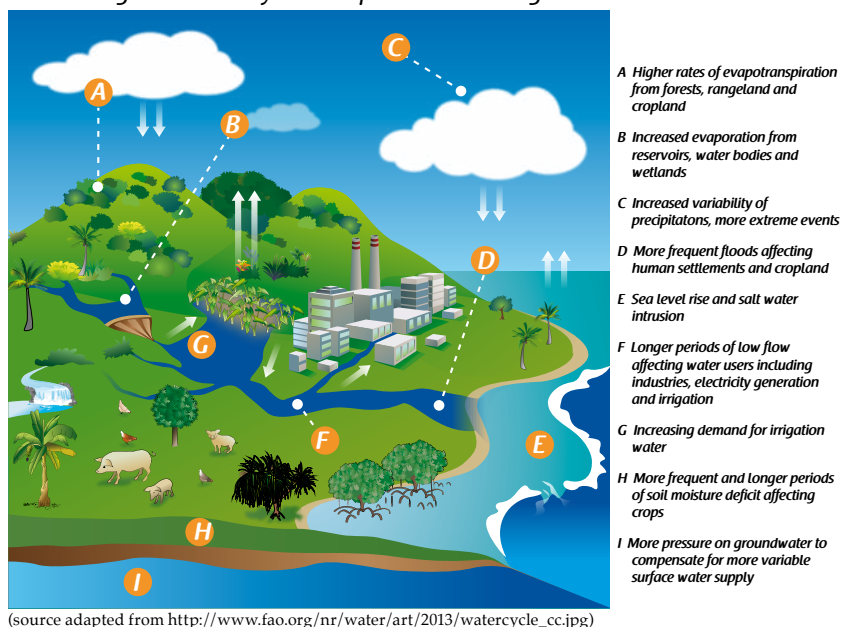 A
B
C
D
E
F
G
H
I
A Higher rates of evapotranspiration
from forests, rangeland and
cropland
B Increased evaporation from
reservoirs, water bodies and
wetlands
C Increased variability of
precipitatons, more extreme events
D More frequent floods affecting
human settlements and cropland
E Sea level rise and salt water
intrusion
F Longer periods of low flow
affecting water users including
industries, electricity generation
and irrigation
G Increasing demand for irrigation
water
H More frequent and longer periods
of soil moisture deficit affecting
crops
I More pressure on groundwater to
compensate for more variable
surface water supply
(source adapted from http://www.fao.org/nr/water/art/2013/watercycle_cc.jpg)